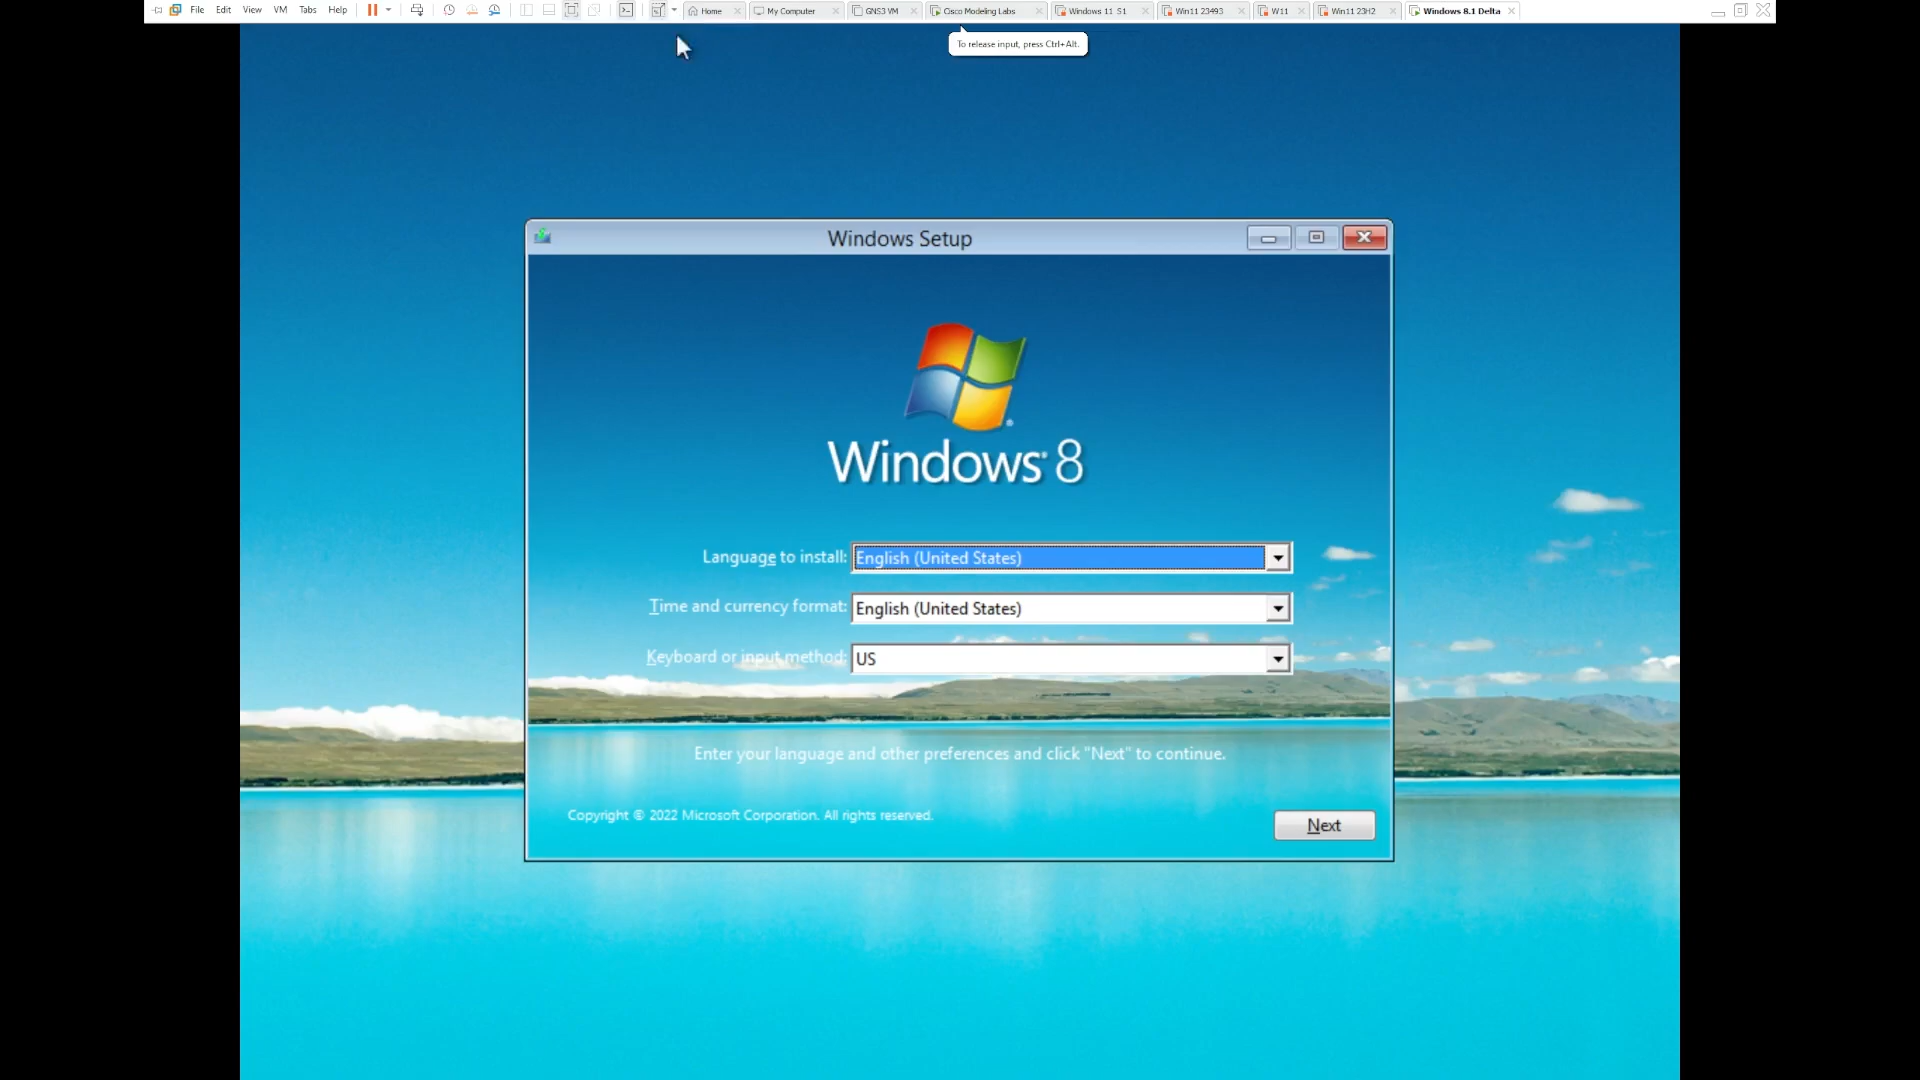 File Edit View VM Tabs Help Home My Computer GNS3 VM Cisco Modeling Labs Windows 11 S1 Win11 23493 W11 Win11 23H2 Windows 8.1 Delta
To release input, press Ctrl+Alt.
Windows Setup
Windows® 8
Language to install: English (United States)
Time and currency format: English (United States)
Keyboard or input method: US
Enter your language and other preferences and click "Next" to continue.
Copyright © 2022 Microsoft Corporation. All rights reserved.
Next